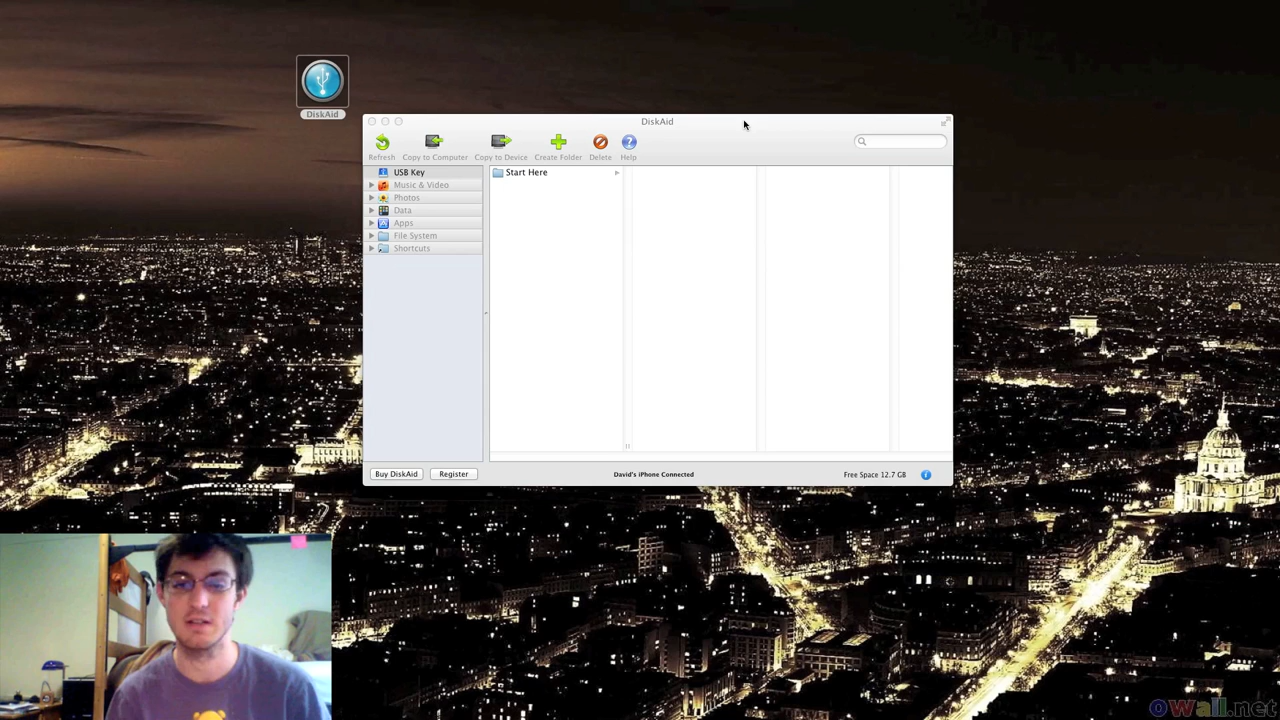 DiskAid
DiskAid
Refresh
Copy to Computer
Copy to Device
Create Folder
Delete
Help
USB Key
Music & Video
Photos
Data
Apps
File System
Shortcuts
Start Here
Buy DiskAid
Register
David's iPhone Connected
Free Space 12.7 GB
owall.net